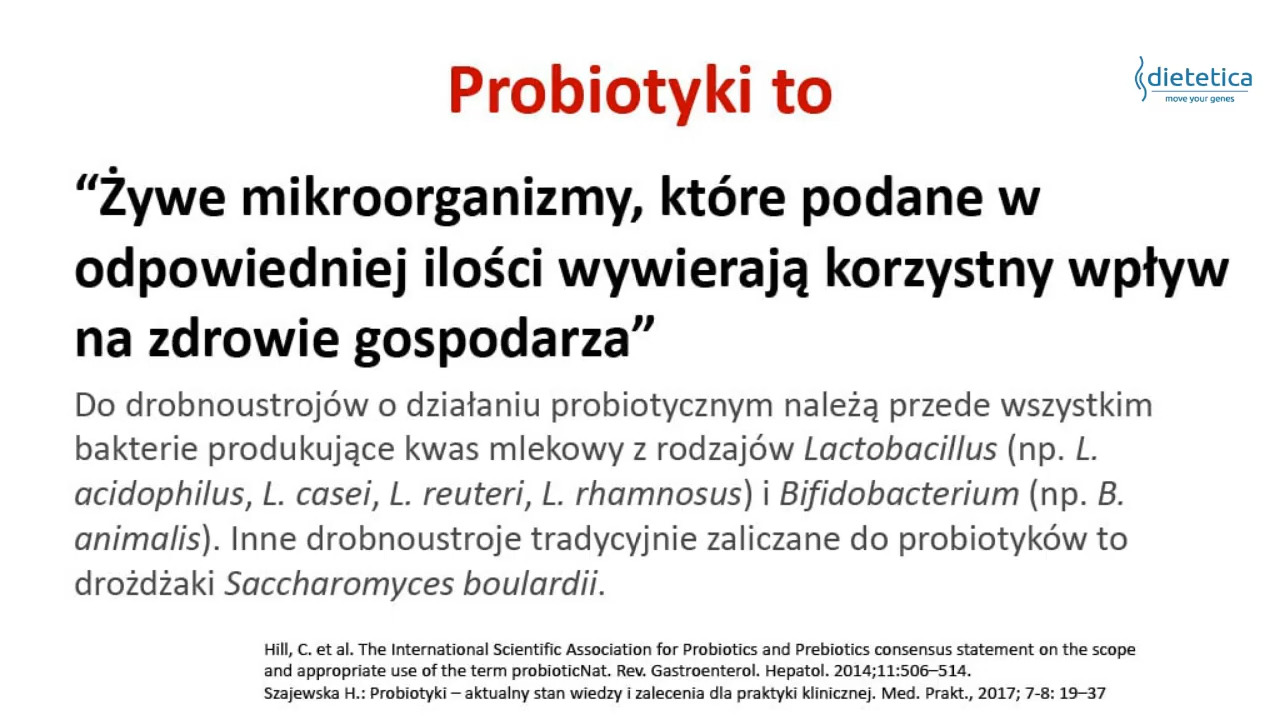 Probiotyki to
dietetica
move your genes
“Żywe mikroorganizmy, które podane w
odpowiedniej ilości wywierają korzystny wpływ
na zdrowie gospodarza”
Do drobnoustrojów o działaniu probiotycznym należą przede wszystkim
bakterie produkujące kwas mlekowy z rodzajów Lactobacillus (np. L.
acidophilus, L. casei, L. reuteri, L. rhamnosus) i Bifidobacterium (np. B.
animalis). Inne drobnoustroje tradycyjnie zaliczane do probiotyków to
drożdżaki Saccharomyces boulardii.
Hill, C. et al. The International Scientific Association for Probiotics and Prebiotics consensus statement on the scope
and appropriate use of the term probioticNat. Rev. Gastroenterol. Hepatol. 2014;11:506–514.
Szajewska H.: Probiotyki – aktualny stan wiedzy i zalecenia dla praktyki klinicznej. Med. Prakt., 2017; 7-8: 19–37